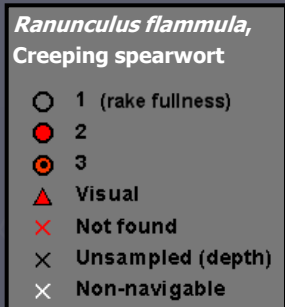 Ranunculus flammula,
Creeping spearwort
1 (rake fullness)
2
3
Visual
Not found
Unsampled (depth)
Non-navigable